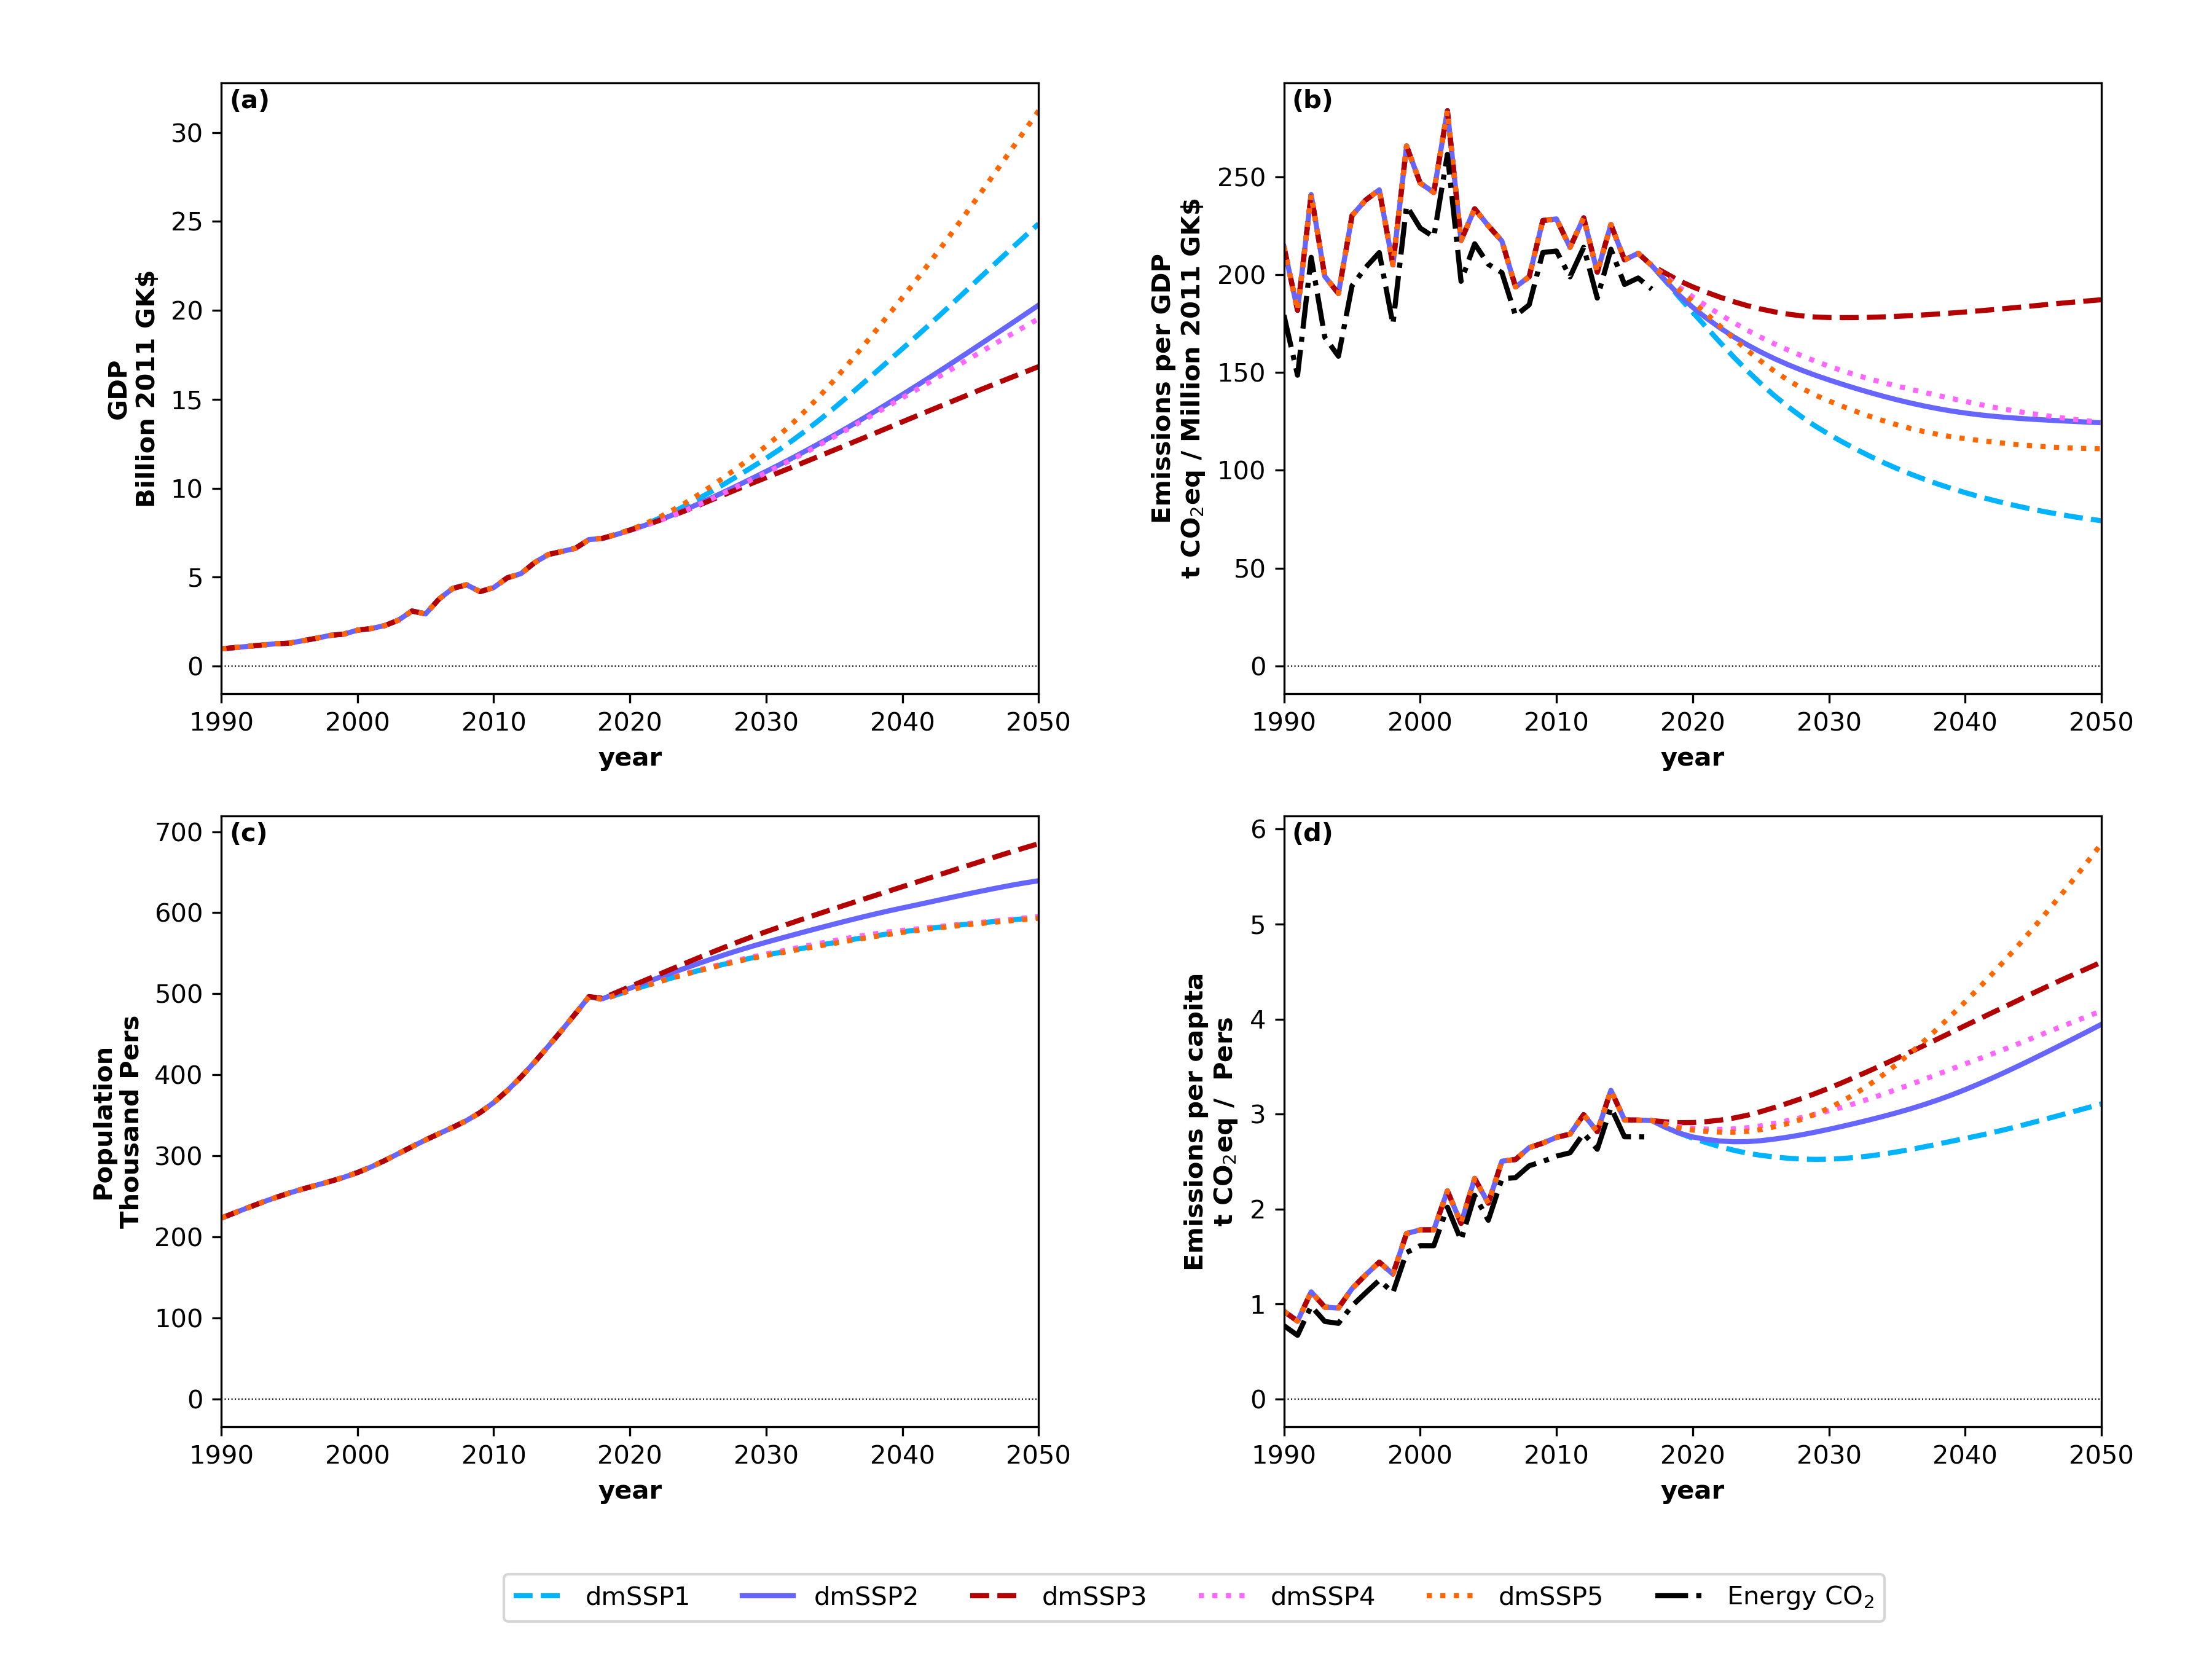 (a)
30
25
20
15
10
5
0
GDP
Billion 2011 GK$
1990 2000 2010 2020 2030 2040 2050
year
(b)
250
200
150
100
50
0
Emissions per GDP
t CO₂eq / Million 2011 GK$
1990 2000 2010 2020 2030 2040 2050
year
(c)
700
600
500
400
300
200
100
0
Population
Thousand Pers
1990 2000 2010 2020 2030 2040 2050
year
(d)
6
5
4
3
2
1
0
Emissions per capita
t CO₂eq / Pers
1990 2000 2010 2020 2030 2040 2050
year
dmSSP1 dmSSP2 dmSSP3 dmSSP4 dmSSP5 Energy CO₂